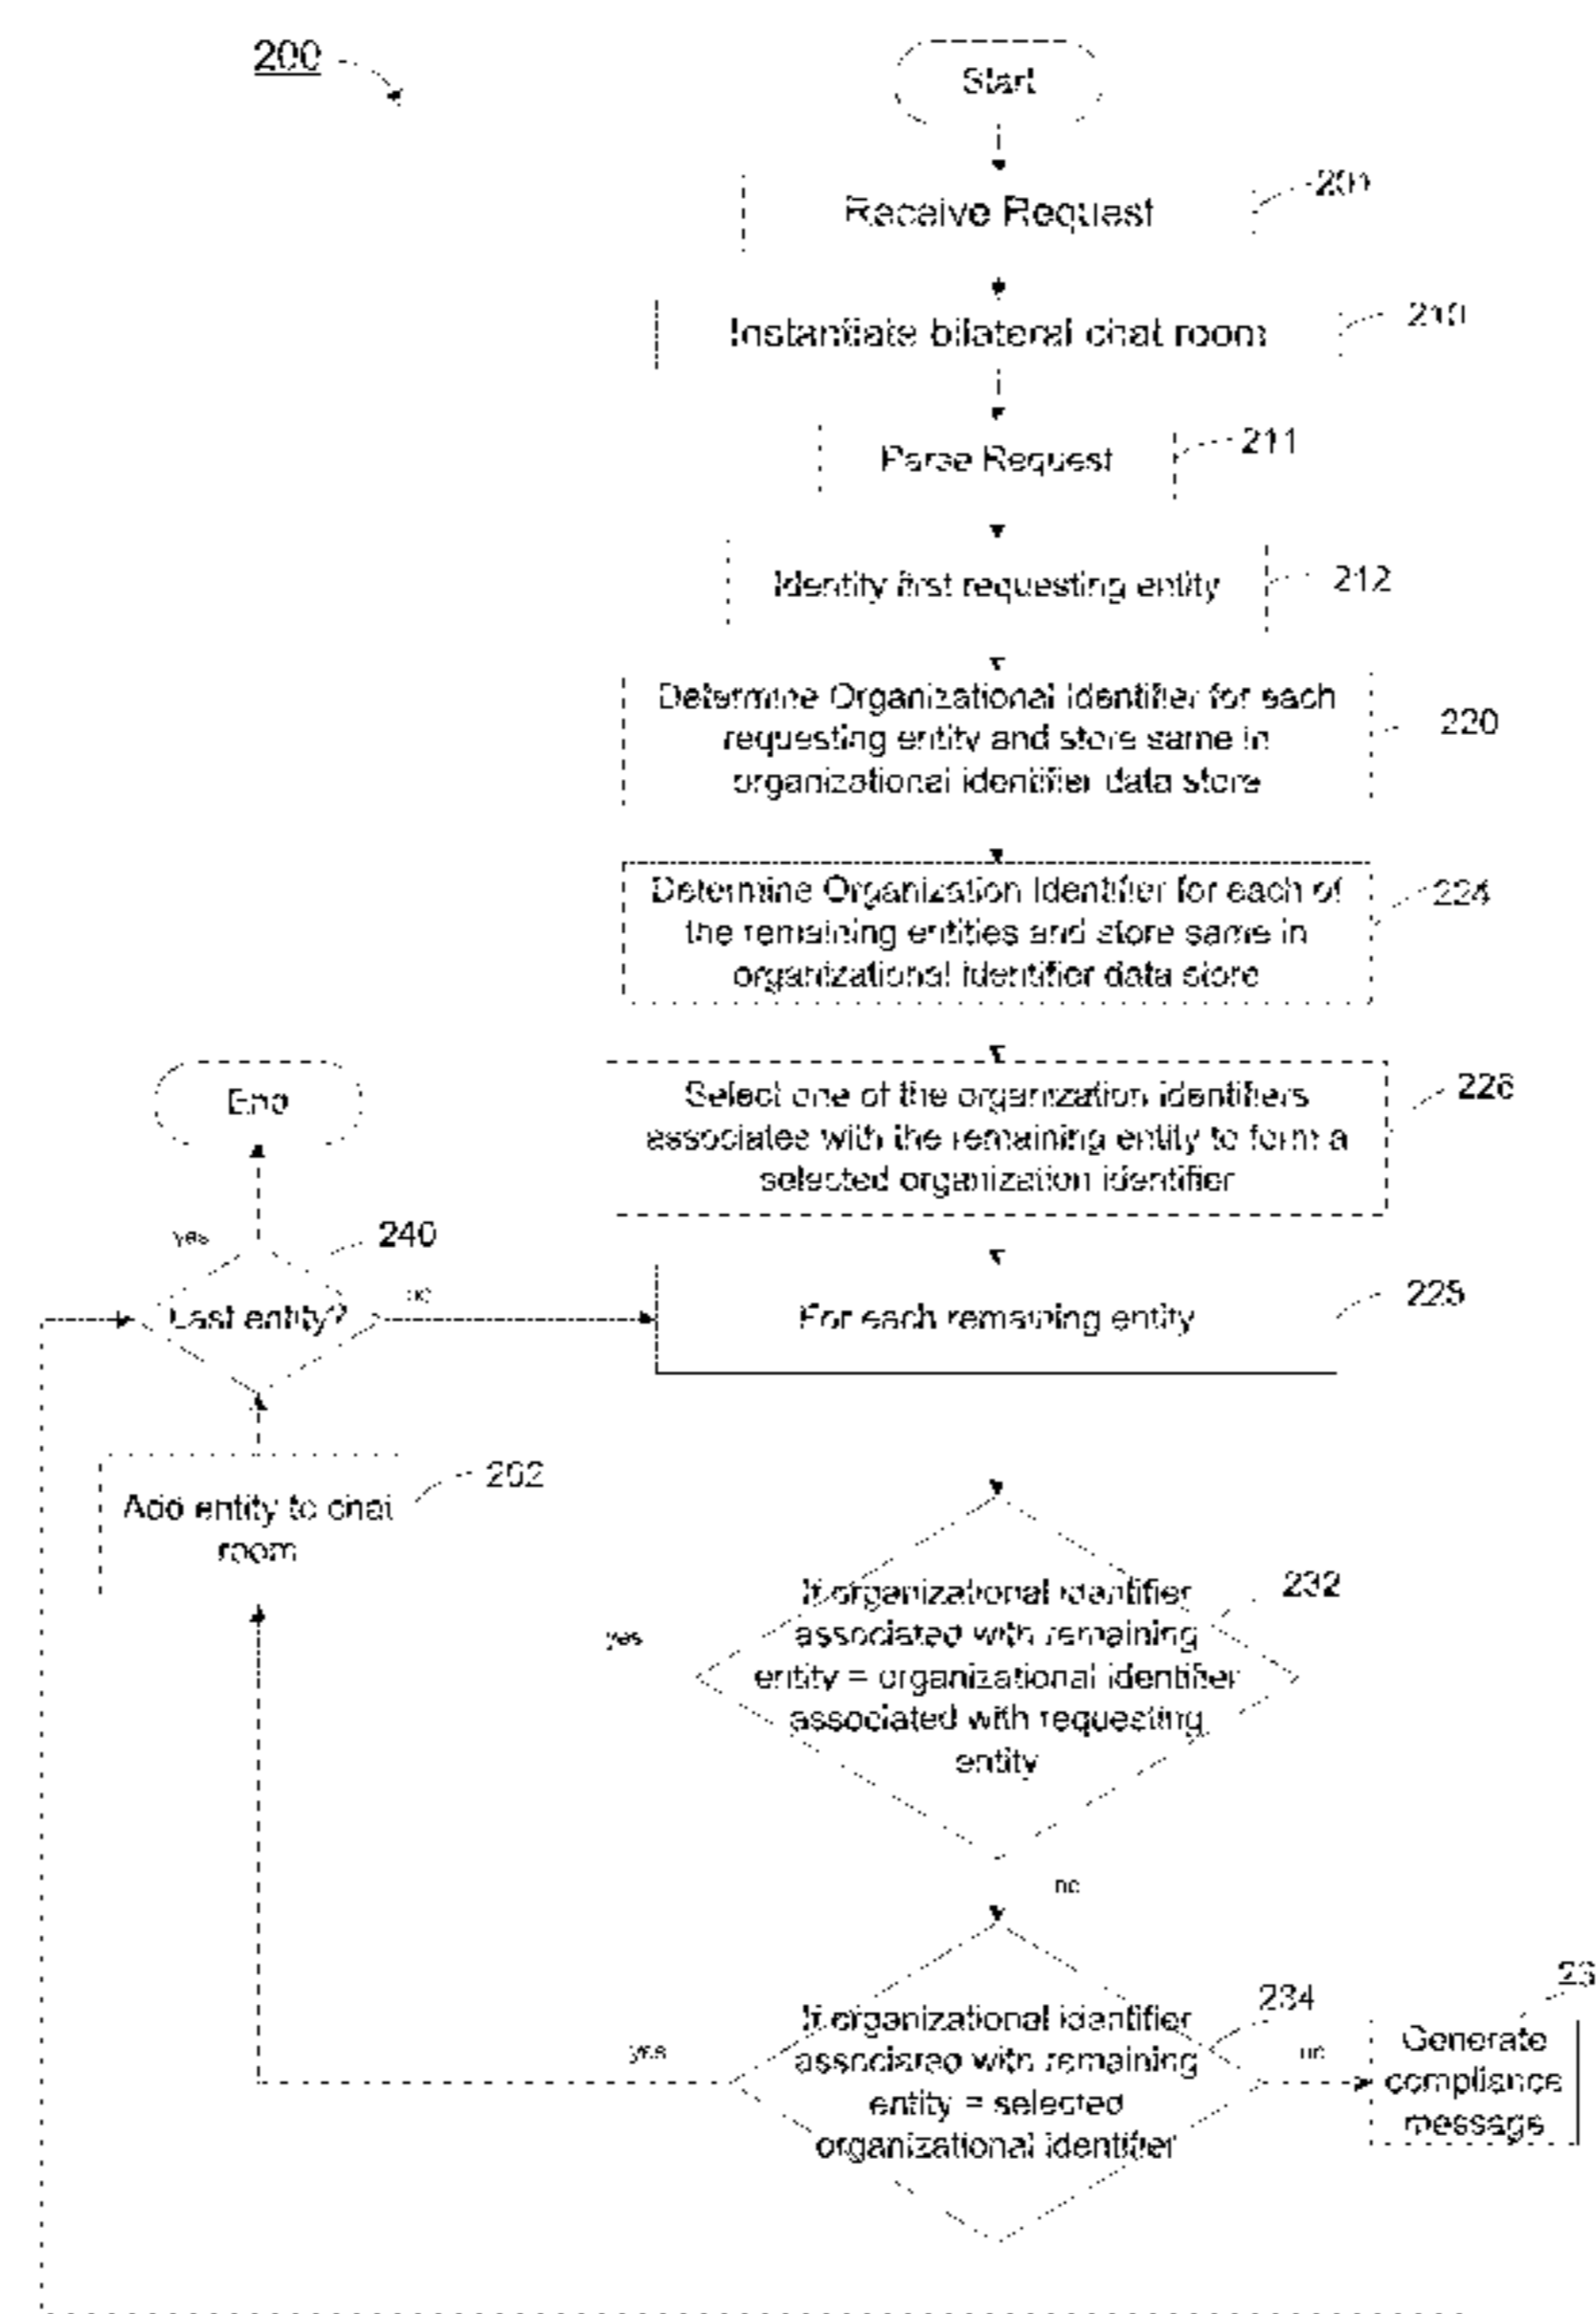 200
Start
Receive Request
201
Instantiate bilateral chat room
210
Parse Request
211
Identify first requesting entity
212
Determine Organizational Identifier for each
requesting entity and store same in
organizational identifier data store
220
Determine Organization Identifier for each of
the remaining entities and store same in
organizational identifier data store
224
Select one of the organization identifiers
associates with the remaining entity to form a
selected organization identifier
226
End
yes
240
Last entity?
no
For each remaining entity
Add entity to chat
room
202
If organizational identifier
associated with remaining
entity = organizational identifier
associated with requesting
entity
232
yes
no
If organizational identifier
associated with remaining
entity = selected
organizational identifier
234
yes
no
Generate
compliance
message
23